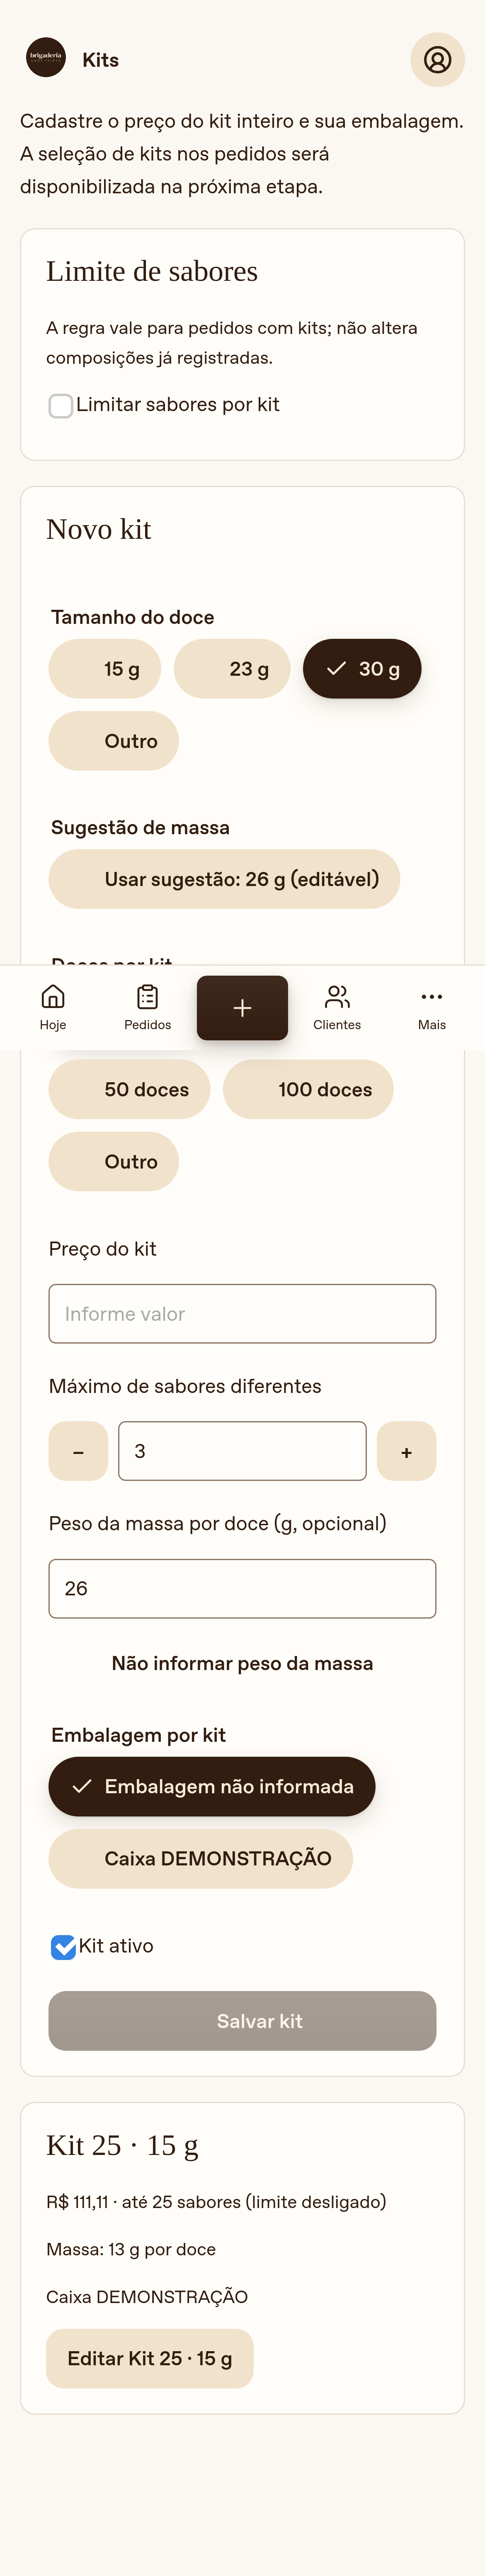 brigaderia
Kits
Cadastre o preço do kit inteiro e sua embalagem.
A seleção de kits nos pedidos será
disponibilizada na próxima etapa.
Limite de sabores
A regra vale para pedidos com kits; não altera
composições já registradas.
Limitar sabores por kit
Novo kit
Tamanho do doce
15 g
23 g
30 g
Outro
Sugestão de massa
Usar sugestão: 26 g (editável)
Doces por kit
Hoje
Pedidos
+
Clientes
Mais
50 doces
100 doces
Outro
Preço do kit
Informe valor
Máximo de sabores diferentes
−
3
+
Peso da massa por doce (g, opcional)
26
Não informar peso da massa
Embalagem por kit
Embalagem não informada
Caixa DEMONSTRAÇÃO
Kit ativo
Salvar kit
Kit 25 · 15 g
R$ 111,11 · até 25 sabores (limite desligado)
Massa: 13 g por doce
Caixa DEMONSTRAÇÃO
Editar Kit 25 · 15 g